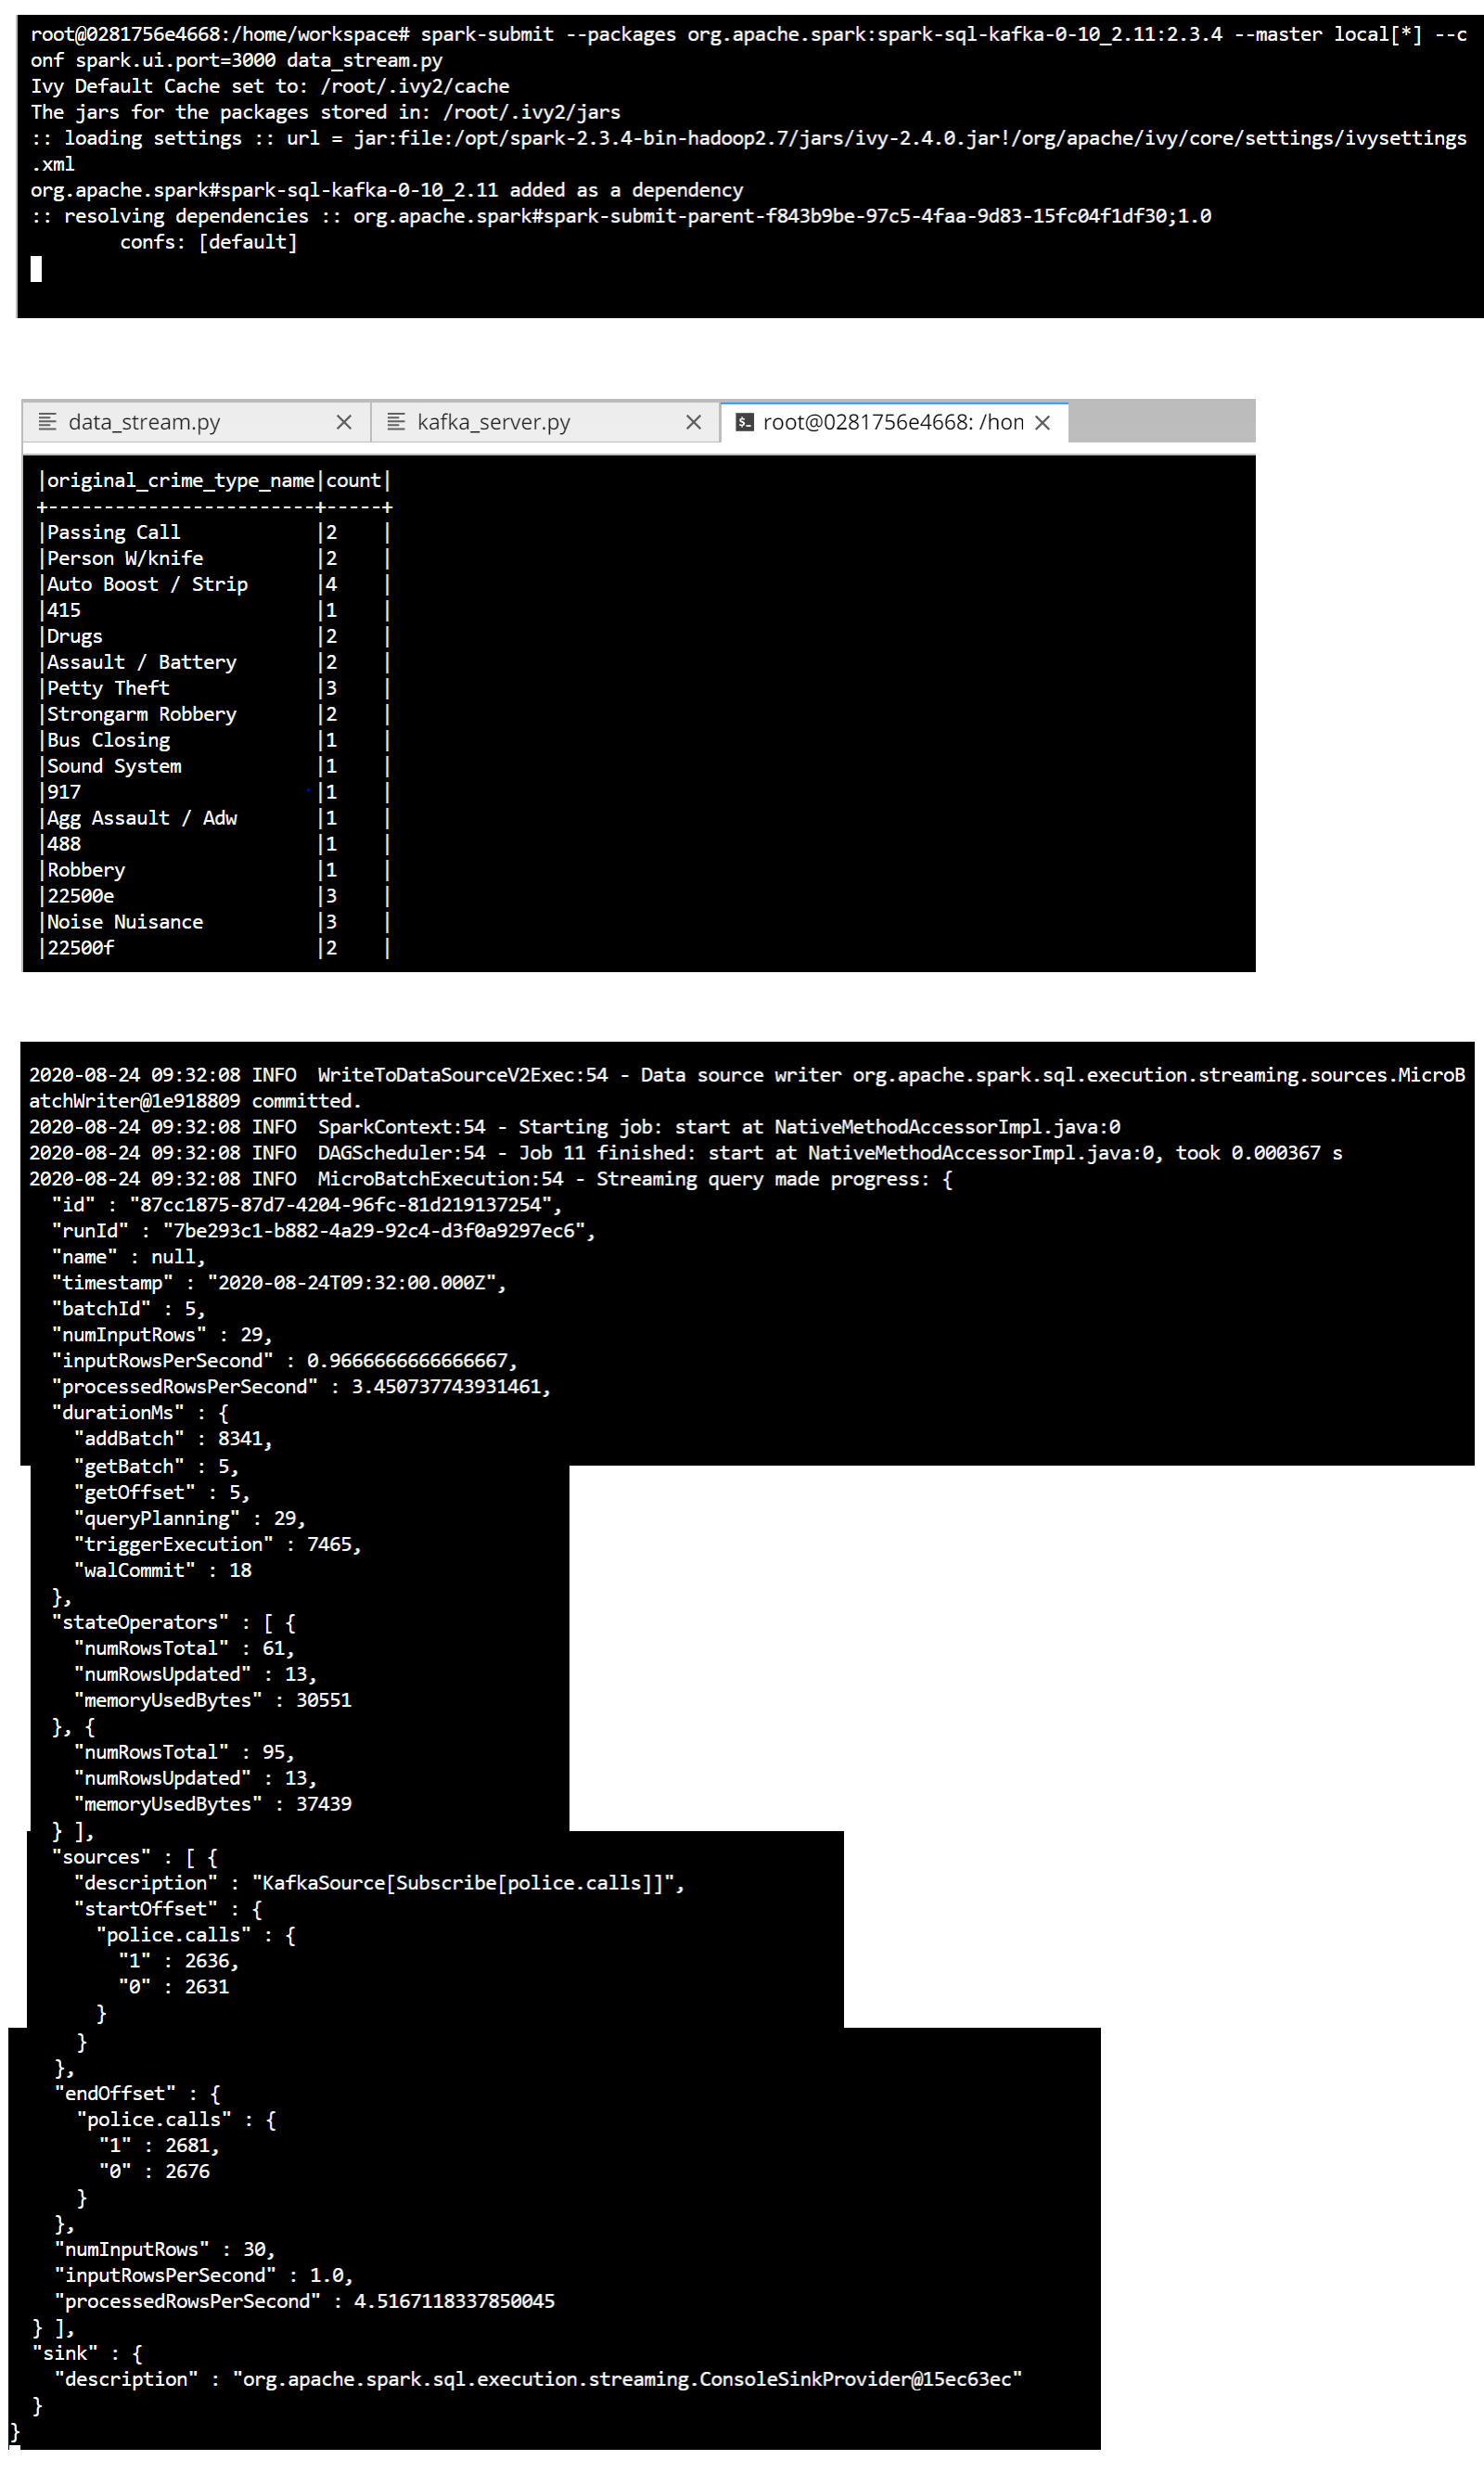 root@0281756e4668:/home/workspace# spark-submit --packages org.apache.spark:spark-sql-kafka-0-10_2.11:2.3.4 --master local[*] --c
onf spark.ui.port=3000 data_stream.py
Ivy Default Cache set to: /root/.ivy2/cache
The jars for the packages stored in: /root/.ivy2/jars
:: loading settings :: url = jar:file:/opt/spark-2.3.4-bin-hadoop2.7/jars/ivy-2.4.0.jar!/org/apache/ivy/core/settings/ivysettings
.xml
org.apache.spark#spark-sql-kafka-0-10_2.11 added as a dependency
:: resolving dependencies :: org.apache.spark#spark-submit-parent-f843b9be-97c5-4faa-9d83-15fc04f1df30;1.0
        confs: [default]
data_stream.py kafka_server.py root@0281756e4668: /hon
|original_crime_type_name|count|
+------------------------+-----+
|Passing Call            |2    |
|Person W/knife          |2    |
|Auto Boost / Strip      |4    |
|415                     |1    |
|Drugs                   |2    |
|Assault / Battery       |2    |
|Petty Theft             |3    |
|Strongarm Robbery       |2    |
|Bus Closing             |1    |
|Sound System            |1    |
|917                     |1    |
|Agg Assault / Adw       |1    |
|488                     |1    |
|Robbery                 |1    |
|22500e                  |3    |
|Noise Nuisance          |3    |
|22500f                  |2    |
2020-08-24 09:32:08 INFO  WriteToDataSourceV2Exec:54 - Data source writer org.apache.spark.sql.execution.streaming.sources.MicroB
atchWriter@1e918809 committed.
2020-08-24 09:32:08 INFO  SparkContext:54 - Starting job: start at NativeMethodAccessorImpl.java:0
2020-08-24 09:32:08 INFO  DAGScheduler:54 - Job 11 finished: start at NativeMethodAccessorImpl.java:0, took 0.000367 s
2020-08-24 09:32:08 INFO  MicroBatchExecution:54 - Streaming query made progress: {
  "id" : "87cc1875-87d7-4204-96fc-81d219137254",
  "runId" : "7be293c1-b882-4a29-92c4-d3f0a9297ec6",
  "name" : null,
  "timestamp" : "2020-08-24T09:32:00.000Z",
  "batchId" : 5,
  "numInputRows" : 29,
  "inputRowsPerSecond" : 0.9666666666666667,
  "processedRowsPerSecond" : 3.450737743931461,
  "durationMs" : {
    "addBatch" : 8341,
    "getBatch" : 5,
    "getOffset" : 5,
    "queryPlanning" : 29,
    "triggerExecution" : 7465,
    "walCommit" : 18
  },
  "stateOperators" : [ {
    "numRowsTotal" : 61,
    "numRowsUpdated" : 13,
    "memoryUsedBytes" : 30551
  }, {
    "numRowsTotal" : 95,
    "numRowsUpdated" : 13,
    "memoryUsedBytes" : 37439
  } ],
  "sources" : [ {
    "description" : "KafkaSource[Subscribe[police.calls]]",
    "startOffset" : {
      "police.calls" : {
        "1" : 2636,
        "0" : 2631
      }
    }
  },
  "endOffset" : {
    "police.calls" : {
      "1" : 2681,
      "0" : 2676
    }
  },
  "numInputRows" : 30,
  "inputRowsPerSecond" : 1.0,
  "processedRowsPerSecond" : 4.5167118337850045
} ],
"sink" : {
  "description" : "org.apache.spark.sql.execution.streaming.ConsoleSinkProvider@15ec63ec"
}
}